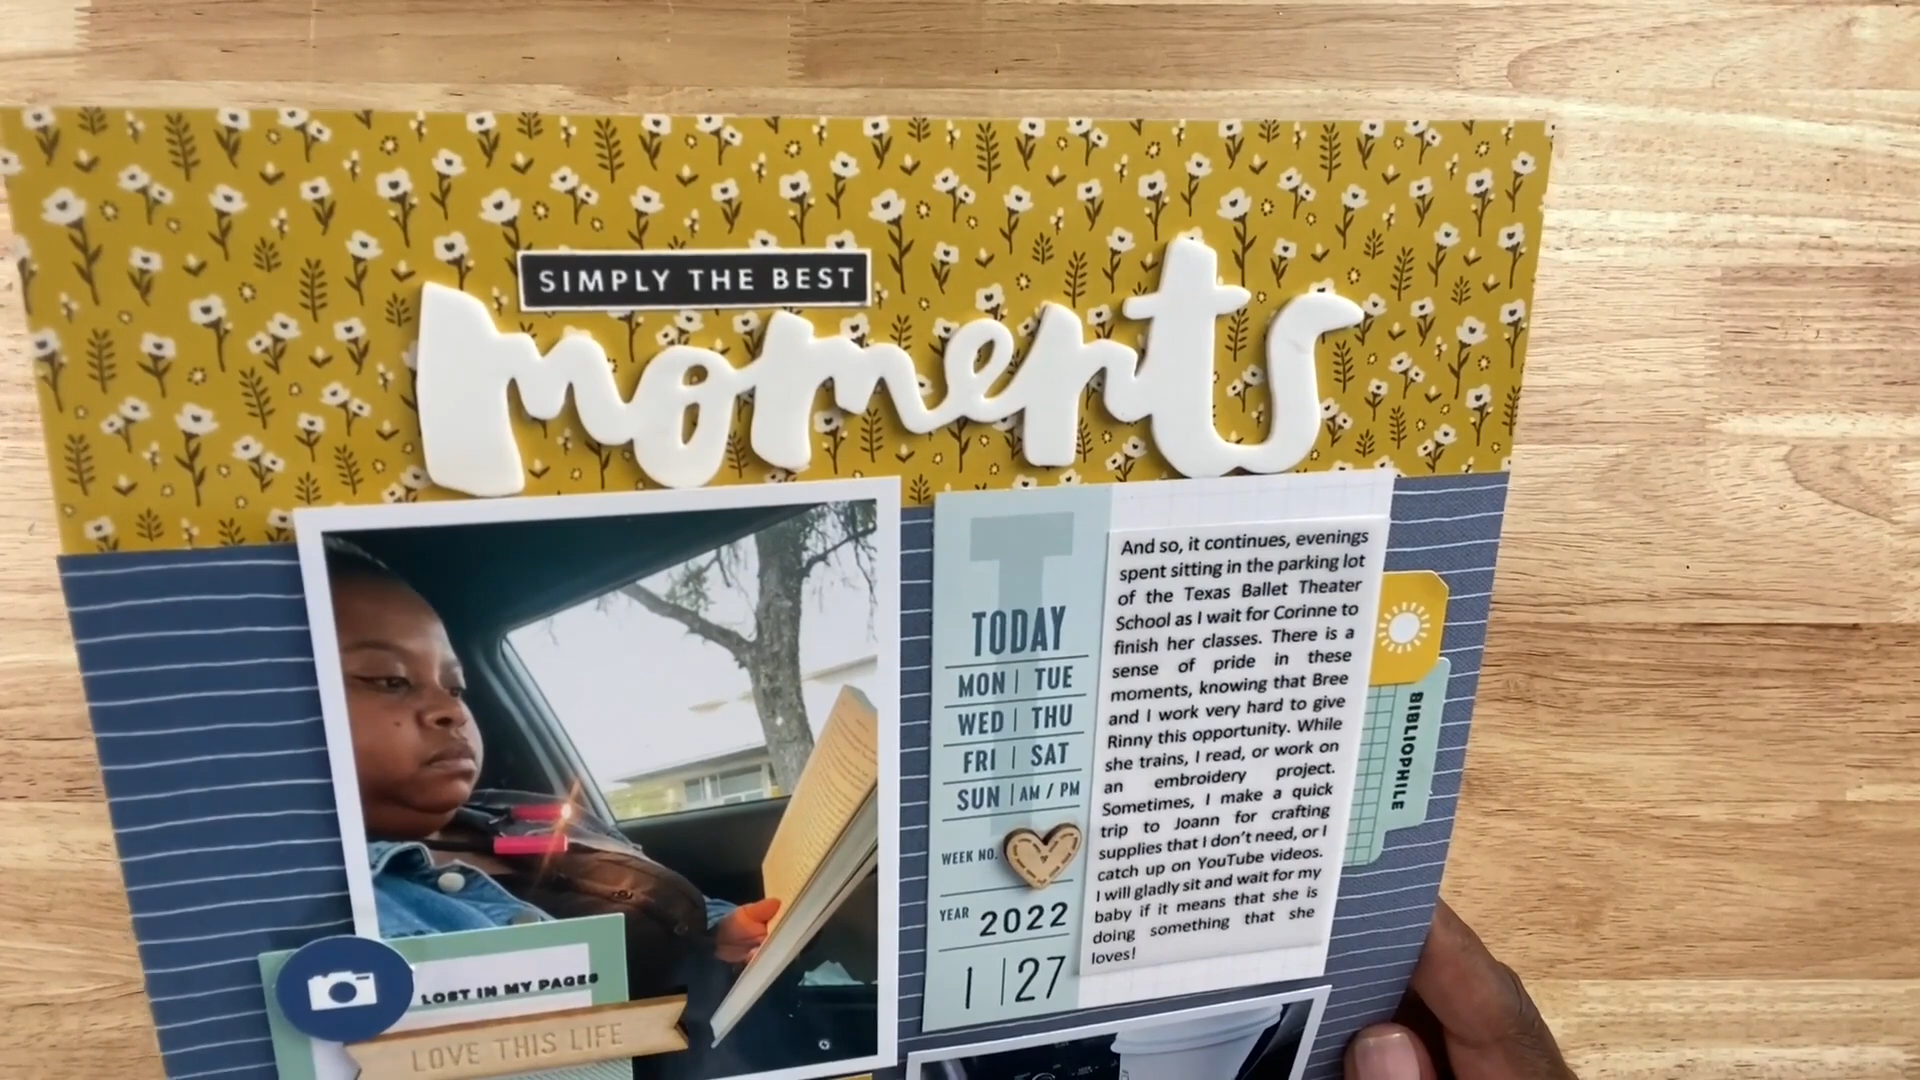 SIMPLY THE BEST
moments
T
TODAY
MON | TUE
WED | THU
FRI | SAT
SUN | AM / PM
WEEK NO.
YEAR 2022
1 | 27
And so, it continues, evenings
spent sitting in the parking lot
of the Texas Ballet Theater
School as I wait for Corinne to
finish her classes. There is a
sense of pride in these
moments, knowing that Bree
and I work very hard to give
Rinny this opportunity. While
she trains, I read, or work on
an embroidery project.
Sometimes, I make a quick
trip to Joann for crafting
supplies that I don't need, or I
catch up on YouTube videos.
I will gladly sit and wait for my
baby if it means that she is
doing something that she
loves!
BIBLIOPHILE
LOST IN MY PAGES
LOVE THIS LIFE